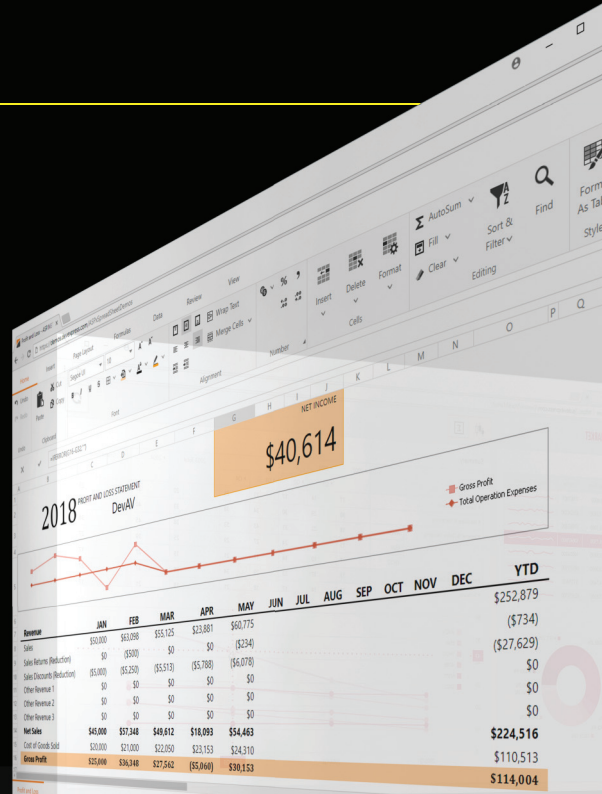 View
Review
Data
Formulas
Page Layout
Insert
Home
AutoSum
Fill
Clear
Sort & Filter
Find
Editing
Insert
Delete
Format
Cells
%
Number
Wrap Text
Merge Cells
Alignment
Segoe UI
10
B I U S
Font
Cut
Copy
Paste
Clipboard
Undo
C D E F G H I J K L M N O P Q
NET INCOME
$40,614
2018 PROFIT AND LOSS STATEMENT
DevAV
Gross Profit
Total Operation Expenses
JAN FEB MAR APR MAY JUN JUL AUG SEP OCT NOV DEC YTD
Revenue
Sales $50,000 $63,098 $55,125 $23,881 $60,775 $252,879
Sales Returns (Reduction) $0 ($500) $0 $0 ($234) ($734)
Sales Discounts (Reduction) ($5,000) ($5,250) ($5,513) ($5,788) ($6,078) ($27,629)
Other Revenue 1 $0 $0 $0 $0 $0 $0
Other Revenue 2 $0 $0 $0 $0 $0 $0
Other Revenue 3 $0 $0 $0 $0 $0 $0
Net Sales $45,000 $57,348 $49,612 $18,093 $54,463 $224,516
Cost of Goods Sold $20,000 $21,000 $22,050 $23,153 $24,310 $110,513
Gross Profit $25,000 $36,348 $27,562 ($5,060) $30,153 $114,004
Profit and Loss